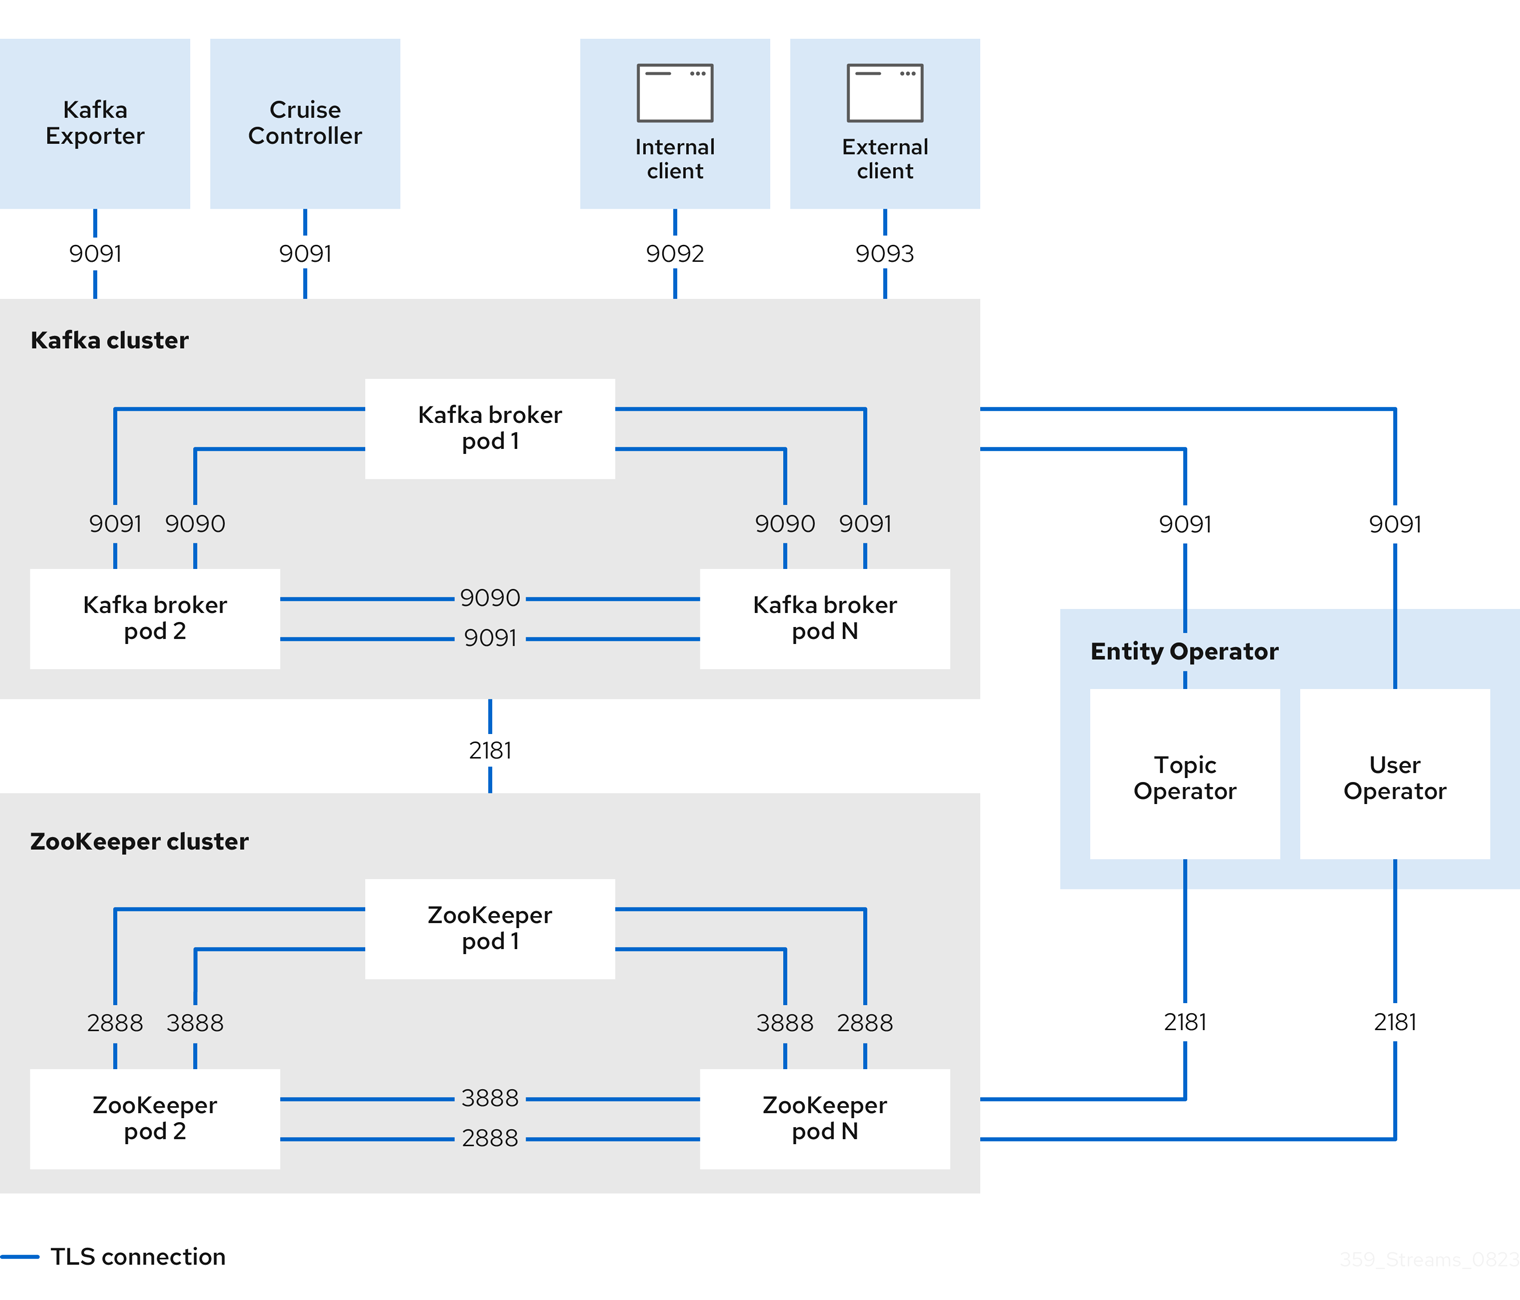 Kafka
Exporter
Cruise
Controller
Internal
client
External
client
9091
9091
9092
9093
Kafka cluster
Kafka broker
pod 1
9091
9090
9090
9091
9091
9091
Kafka broker
pod 2
9090
9091
Kafka broker
pod N
Entity Operator
Topic
Operator
User
Operator
2181
ZooKeeper cluster
ZooKeeper
pod 1
2888
3888
3888
2888
2181
2181
ZooKeeper
pod 2
3888
2888
ZooKeeper
pod N
TLS connection
359_Streams_0823